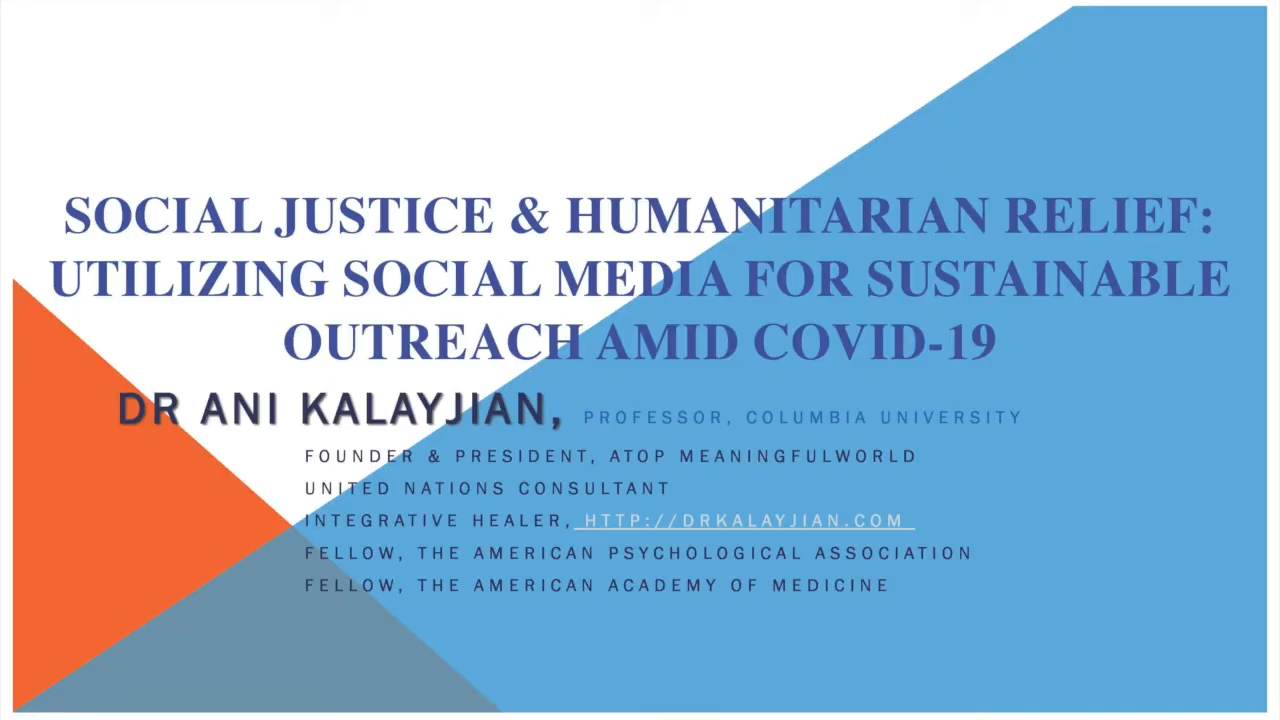 SOCIAL JUSTICE & HUMANITARIAN RELIEF:
UTILIZING SOCIAL MEDIA FOR SUSTAINABLE
OUTREACH AMID COVID-19
DR ANI KALAYJIAN, PROFESSOR, COLUMBIA UNIVERSITY
FOUNDER & PRESIDENT, ATOP MEANINGFULWORLD
UNITED NATIONS CONSULTANT
INTEGRATIVE HEALER, HTTP://DRKALAYJIAN.COM
FELLOW, THE AMERICAN PSYCHOLOGICAL ASSOCIATION
FELLOW, THE AMERICAN ACADEMY OF MEDICINE